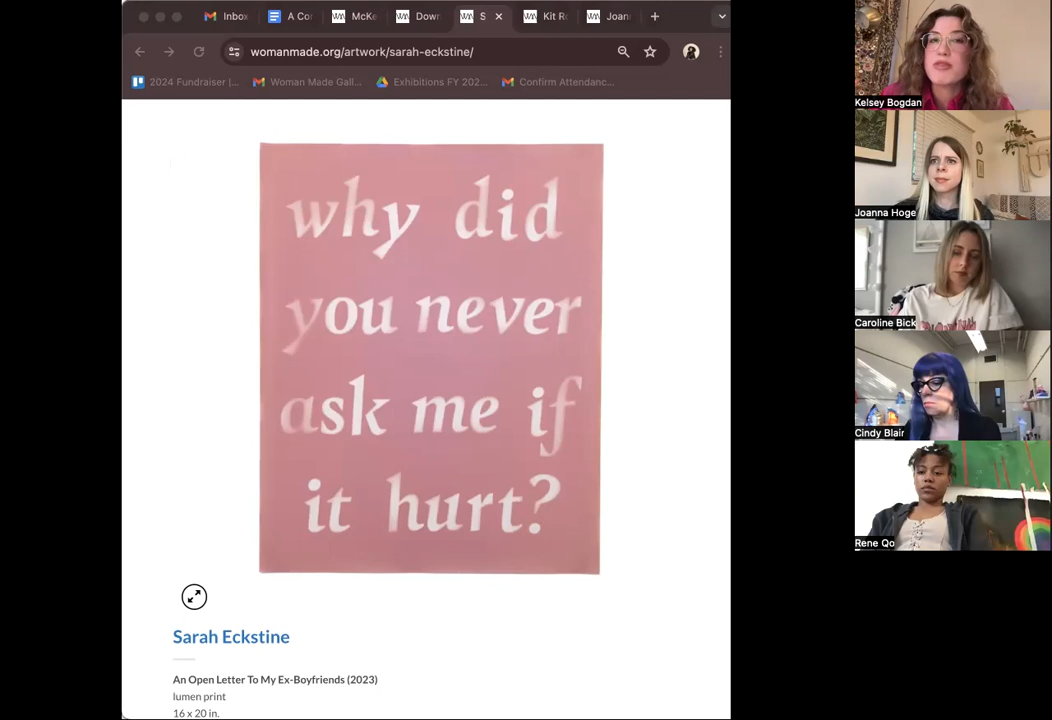 Inbox
A Co
McKe
Down
S
Kit R
Joan
womanmade.org/artwork/sarah-eckstine/
2024 Fundraiser |...
Woman Made Gall...
Exhibitions FY 202...
Confirm Attendanc...
why did
you never
ask me if
it hurt?
Sarah Eckstine
An Open Letter To My Ex-Boyfriends (2023)
lumen print
16 x 20 in.
Kelsey Bogdan
Joanna Hoge
Caroline Bick
Cindy Blair
Rene Qo